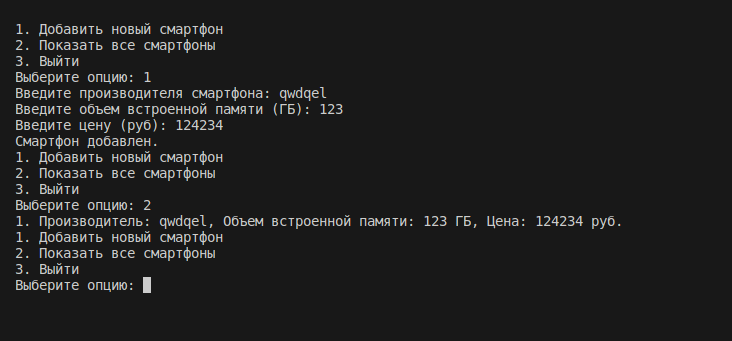 1. Добавить новый смартфон
2. Показать все смартфоны
3. Выйти
Выберите опцию: 1
Введите производителя смартфона: qwdqel
Введите объем встроенной памяти (ГБ): 123
Введите цену (руб): 124234
Смартфон добавлен.
1. Добавить новый смартфон
2. Показать все смартфоны
3. Выйти
Выберите опцию: 2
1. Производитель: qwdqel, Объем встроенной памяти: 123 ГБ, Цена: 124234 руб.
1. Добавить новый смартфон
2. Показать все смартфоны
3. Выйти
Выберите опцию: